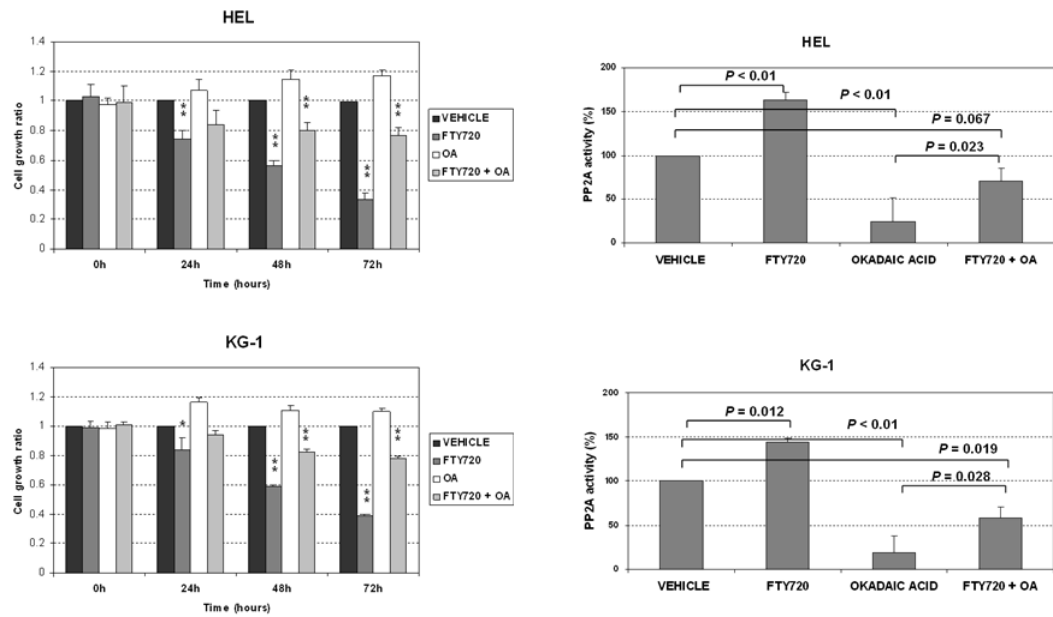 HEL
1.4
1.2
1
0.8
0.6
0.4
0.2
0
Cell growth ratio
**
**
**
**
**
0h
24h
48h
72h
Time (hours)
VEHICLE
FTY720
OA
FTY720 + OA
HEL
200
150
100
50
0
PP2A activity (%)
P < 0.01
P < 0.01
P = 0.067
P = 0.023
VEHICLE
FTY720
OKADAIC ACID
FTY720 + OA
KG-1
1.4
1.2
1
0.8
0.6
0.4
0.2
0
Cell growth ratio
*
**
**
**
**
0h
24h
48h
72h
Time (hours)
VEHICLE
FTY720
OA
FTY720 + OA
KG-1
200
150
100
50
0
PP2A activity (%)
P = 0.012
P < 0.01
P = 0.019
P = 0.028
VEHICLE
FTY720
OKADAIC ACID
FTY720 + OA